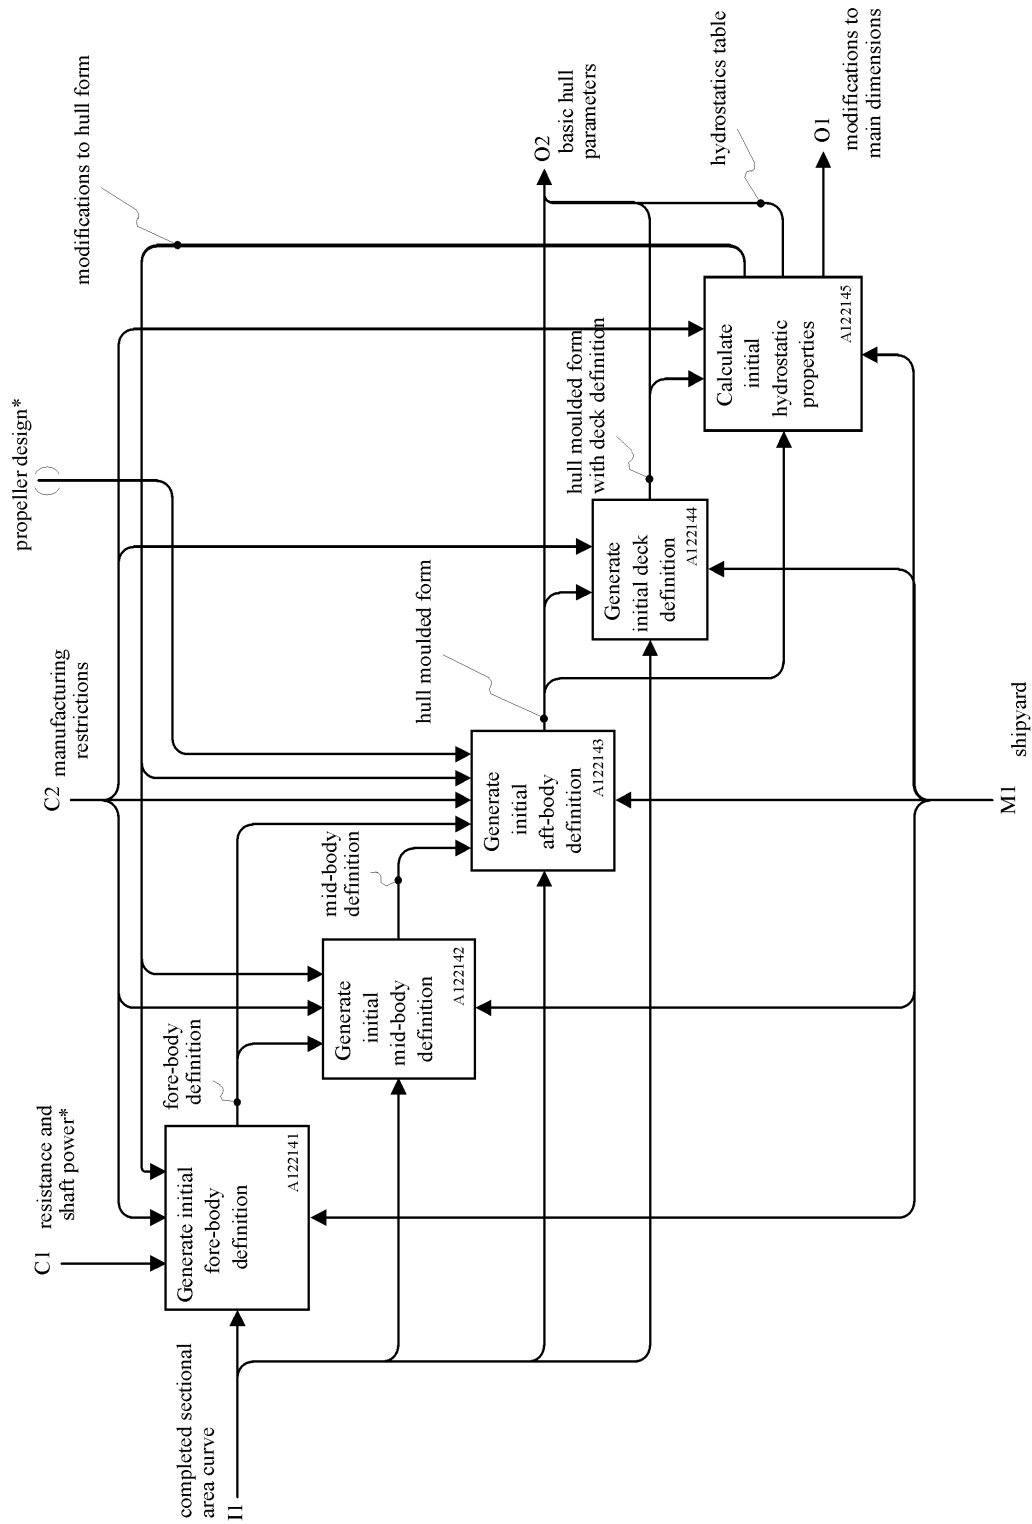 C1
resistance and
shaft power*
C2
manufacturing
restrictions
propeller design*
modifications to hull form
completed sectional
area curve
I1
Generate initial
fore-body
definition
A122141
fore-body
definition
Generate
initial
mid-body
definition
A122142
mid-body
definition
Generate
initial
aft-body
definition
A122143
hull moulded form
Generate
initial deck
definition
A122144
hull moulded form
with deck definition
Calculate
initial
hydrostatic
properties
A122145
O2
basic hull
parameters
hydrostatics table
O1
modifications to
main dimensions
M1
shipyard